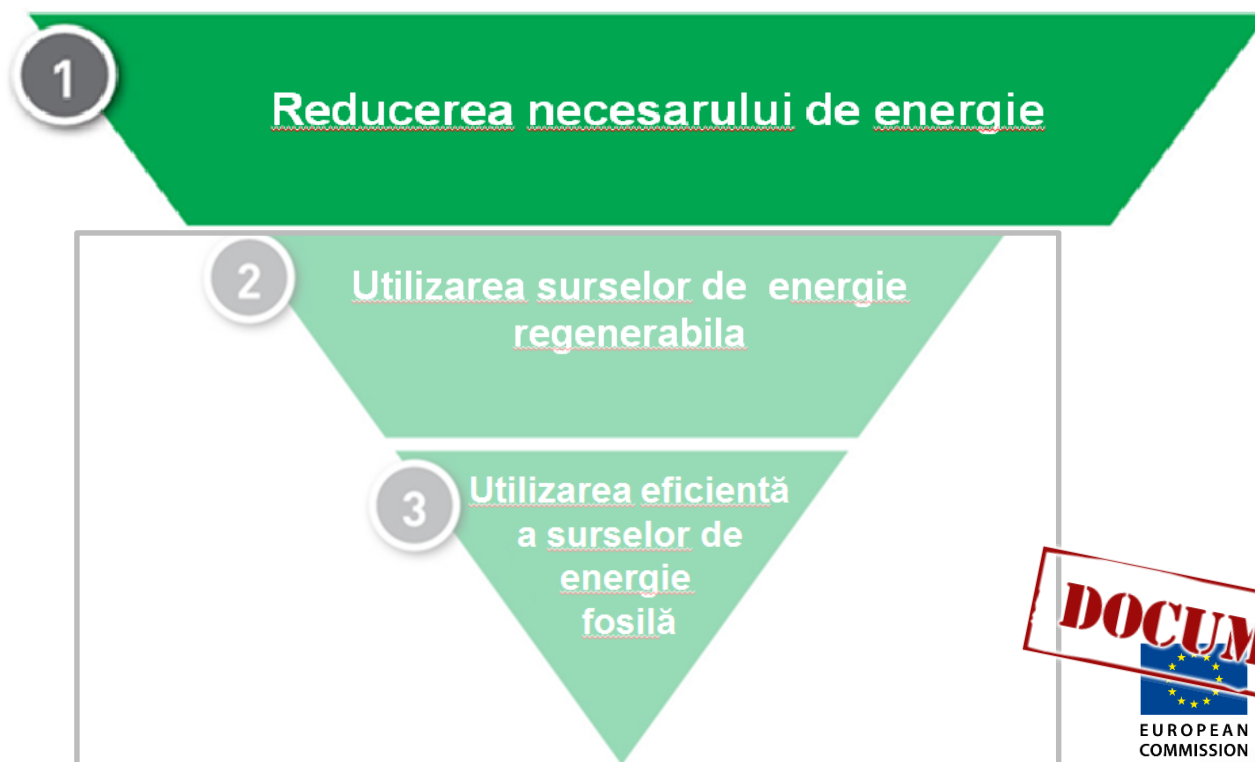 1
Reducerea necesarului de energie
2
Utilizarea surselor de energie
regenerabila
3
Utilizarea eficientă
a surselor de
energie
fosilă
EUROPEAN
COMMISSION